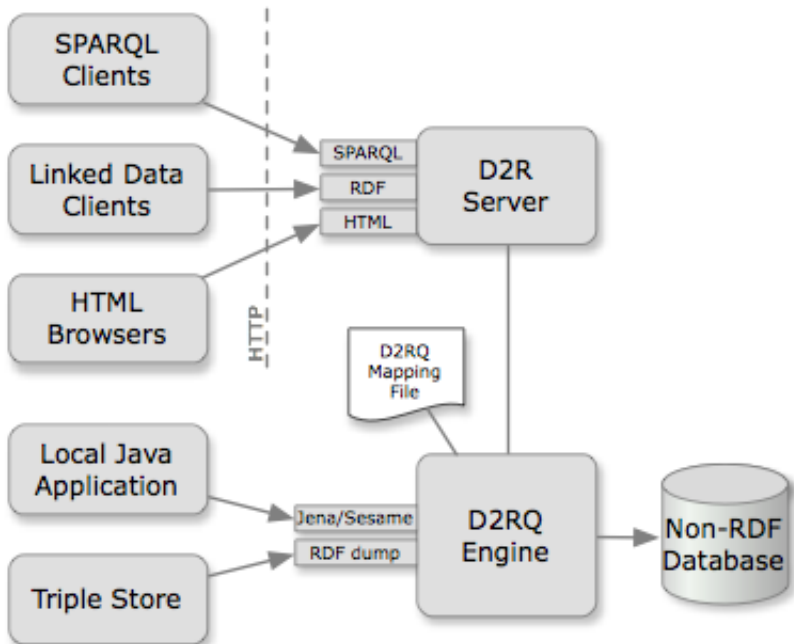 SPARQL
Clients
Linked Data
Clients
HTML
Browsers
HTTP
SPARQL
RDF
HTML
D2R
Server
D2RQ
Mapping
File
Local Java
Application
Triple Store
Jena/Sesame
RDF dump
D2RQ
Engine
Non-RDF
Database